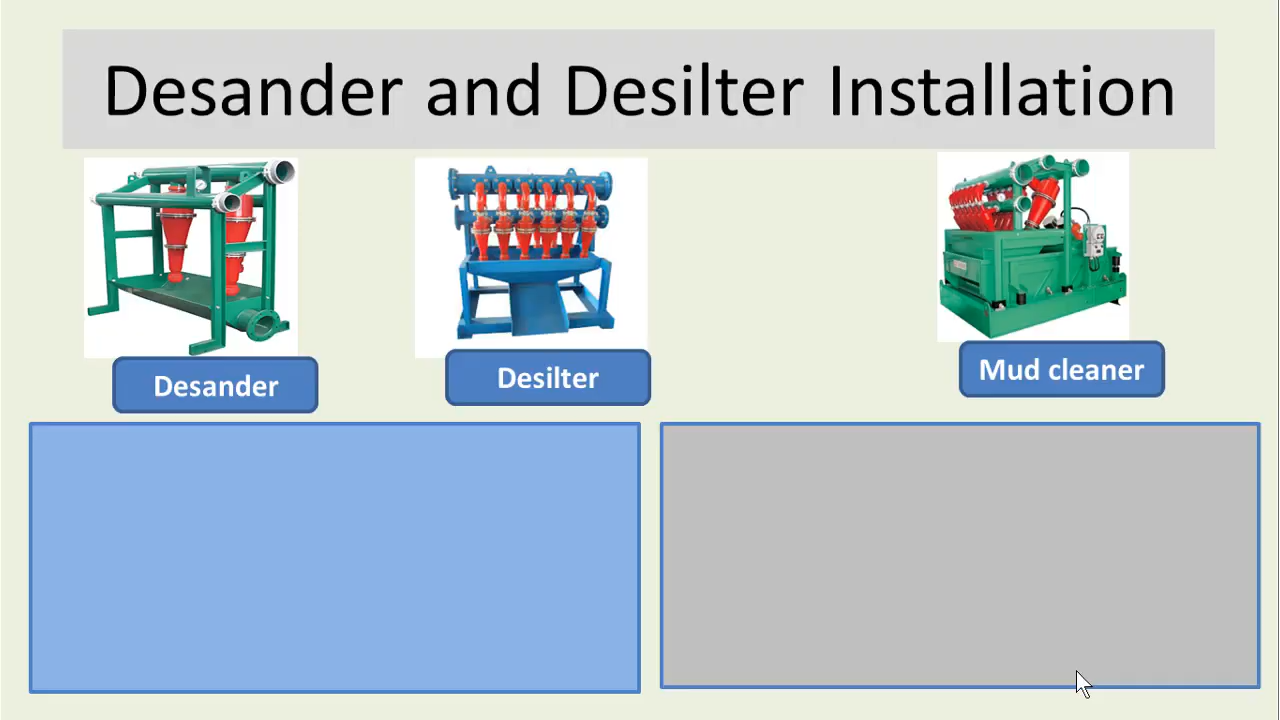 Desander and Desilter Installation
Desander
Desilter
Mud cleaner